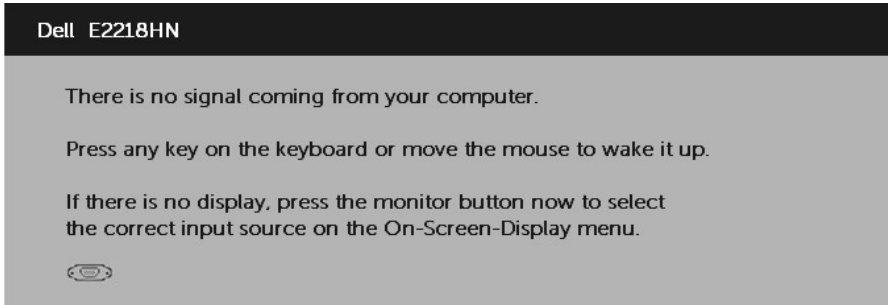 Dell E2218HN
There is no signal coming from your computer.
Press any key on the keyboard or move the mouse to wake it up.
If there is no display, press the monitor button now to select
the correct input source on the On-Screen-Display menu.